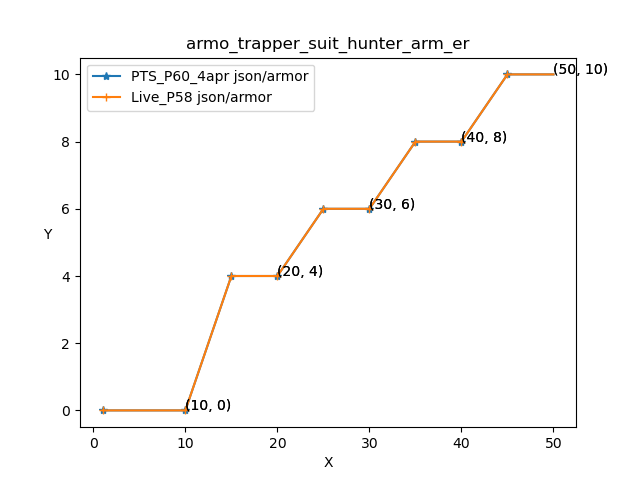 armo_trapper_suit_hunter_arm_er
PTS_P60_4apr json/armor
Live_P58 json/armor
(50, 10)
(40, 8)
(30, 6)
(20, 4)
(10, 0)
10
8
6
4
2
0
Y
0 10 20 30 40 50
X